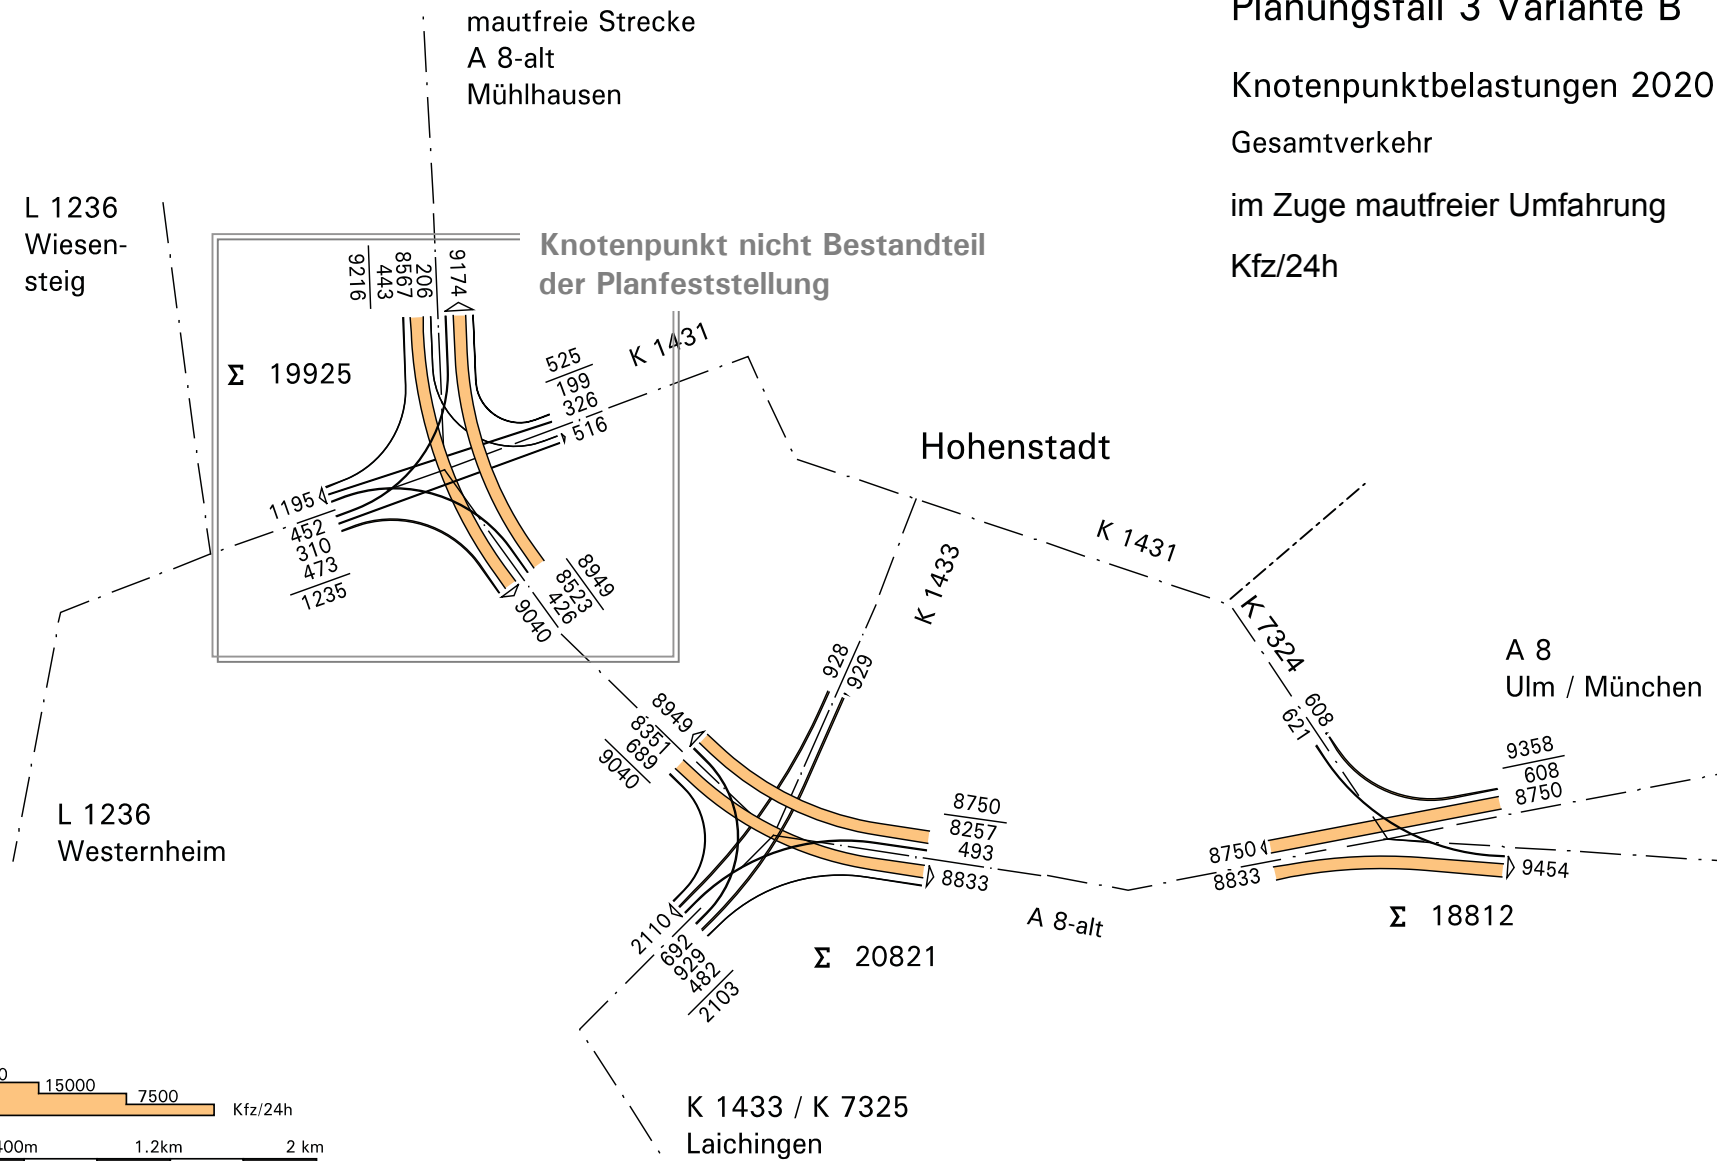 Planungsfall 3 Variante B
Knotenpunktbelastungen 2020
Gesamtverkehr
im Zuge mautfreier Umfahrung
Kfz/24h
mautfreie Strecke
A 8-alt
Mühlhausen
L 1236
Wiesen-
steig
Knotenpunkt nicht Bestandteil
der Planfeststellung
9216
443
8567
206
9174
Σ 19925
525
199
326
516
K 1431
1195
452
310
473
1235
8949
8523
426
9040
Hohenstadt
K 1431
K 1433
K 7324
A 8
Ulm / München
L 1236
Westernheim
928
929
8949
8351
689
9040
8750
8257
493
8833
2110
692
929
482
2103
Σ 20821
A 8-alt
608
621
9358
608
8750
8750
8833
9454
Σ 18812
K 1433 / K 7325
Laichingen
0
15000
7500
Kfz/24h
400m
1.2km
2 km